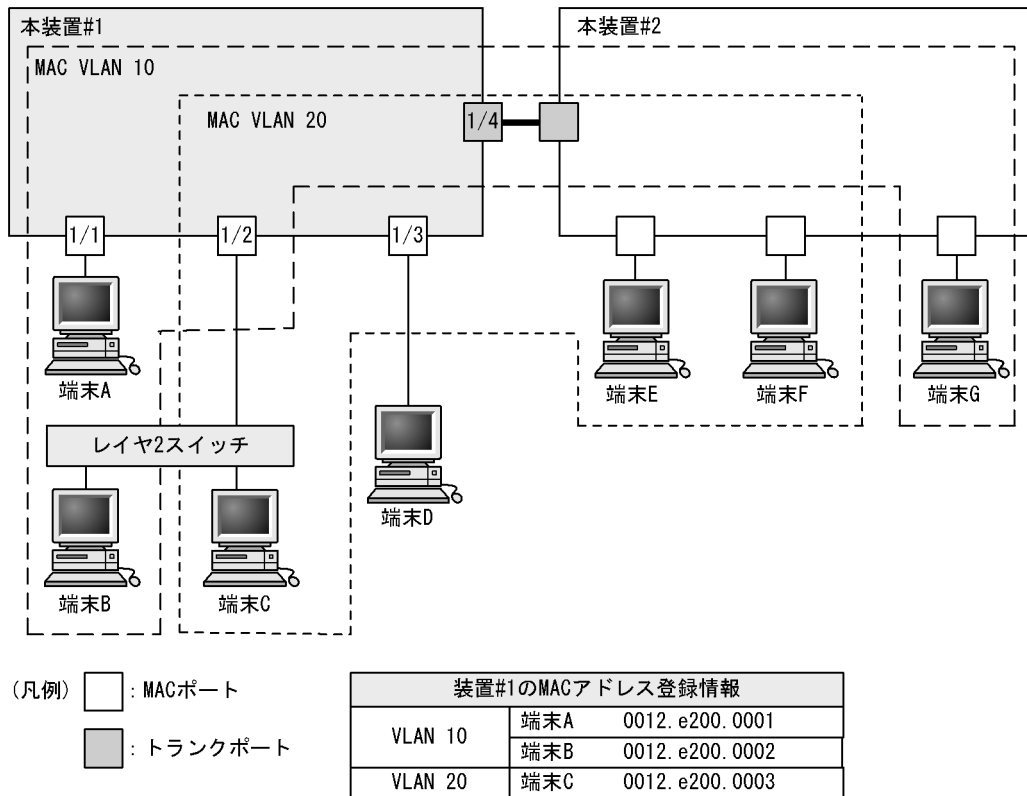 本装置#1
本装置#2
MAC VLAN 10
MAC VLAN 20
1/4
1/1
1/2
1/3
端末A
端末E
端末F
端末G
レイヤ2スイッチ
端末D
端末B
端末C
(凡例)
: MACポート
: トランクポート
装置#1のMACアドレス登録情報
VLAN 10
端末A 0012.e200.0001
端末B 0012.e200.0002
VLAN 20
端末C 0012.e200.0003